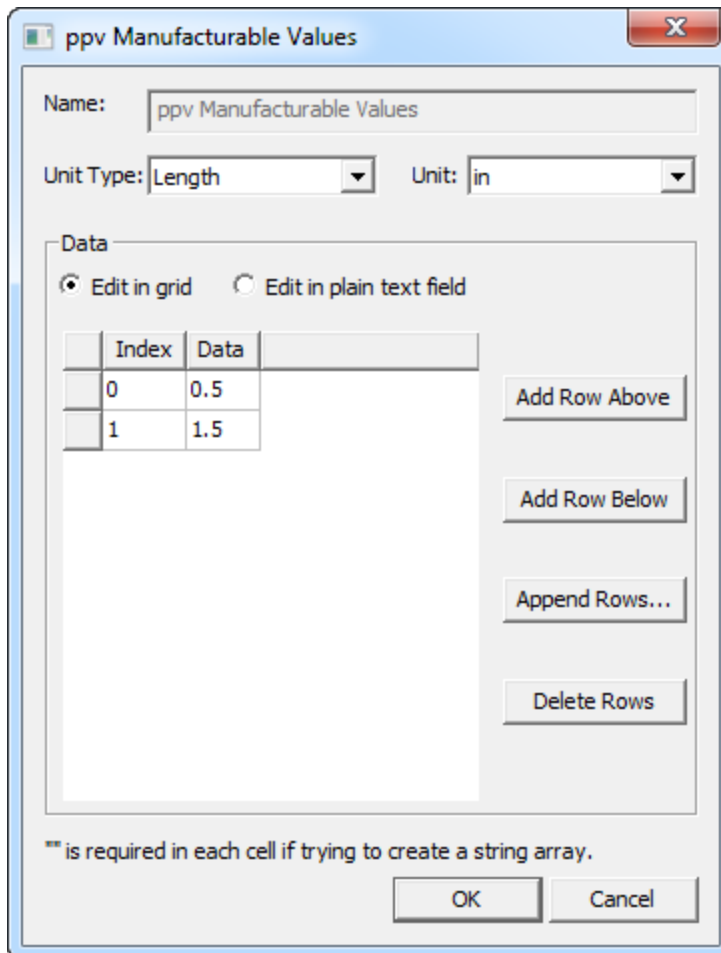 ppv Manufacturable Values
Name: ppv Manufacturable Values
Unit Type: Length Unit: in
Data
Edit in grid Edit in plain text field
Index Data
0 0.5
1 1.5
Add Row Above
Add Row Below
Append Rows...
Delete Rows
"" is required in each cell if trying to create a string array.
OK Cancel